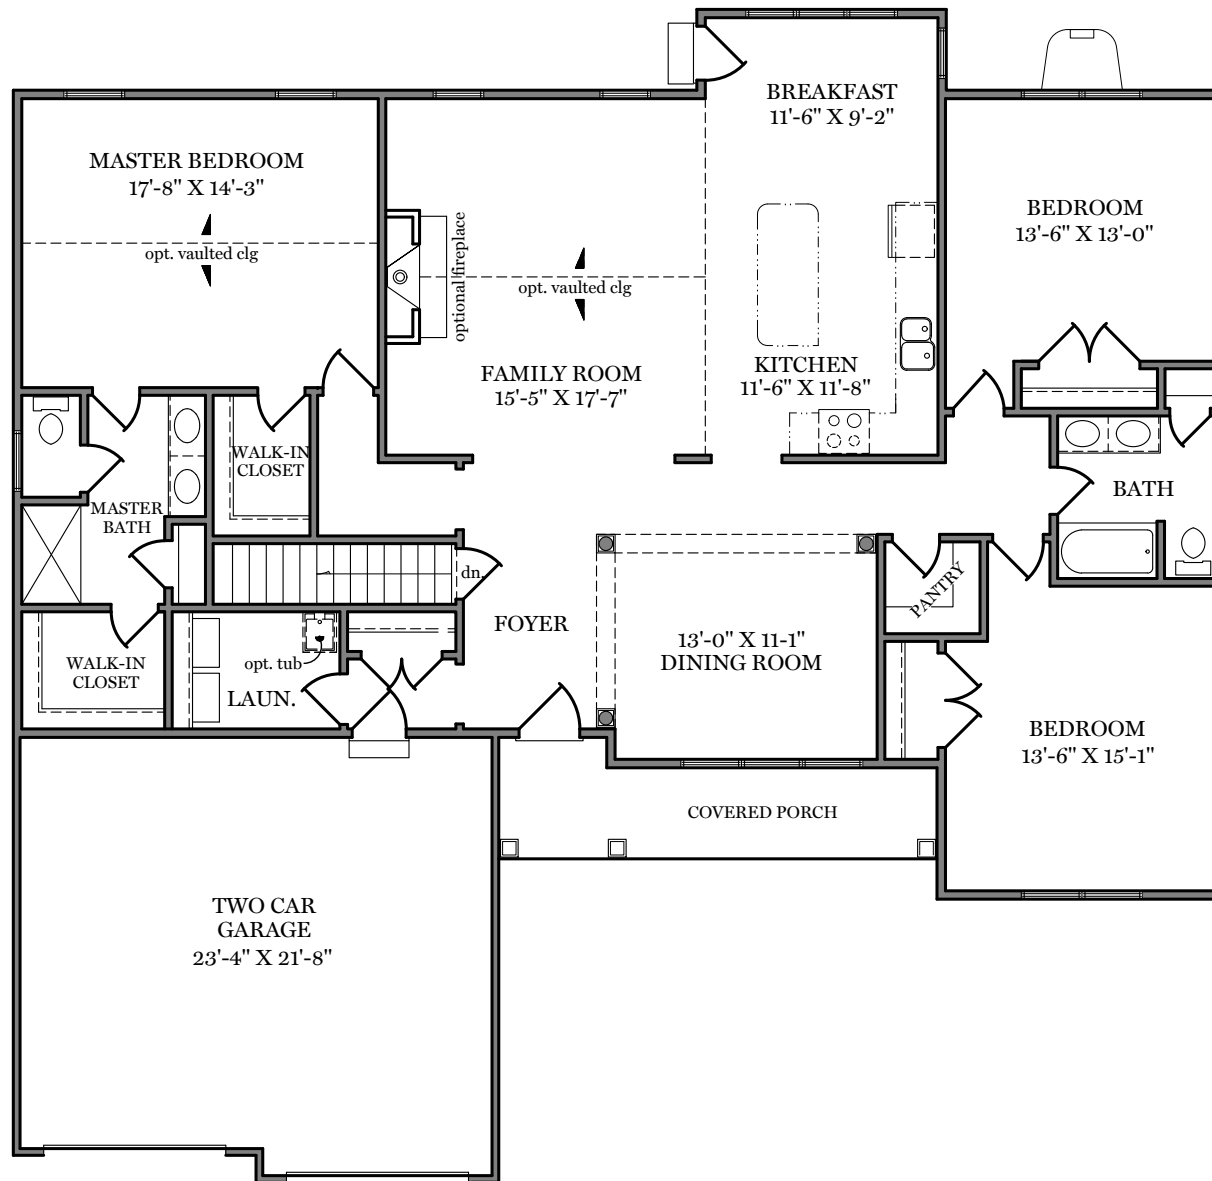 BREAKFAST
11'-6" X 9'-2"
MASTER BEDROOM
17'-8" X 14'-3"
opt. vaulted clg
optional fireplace
opt. vaulted clg
BEDROOM
13'-6" X 13'-0"
FAMILY ROOM
15'-5" X 17'-7"
KITCHEN
11'-6" X 11'-8"
WALK-IN
CLOSET
MASTER
BATH
BATH
dn.
PANTRY
FOYER
13'-0" X 11-1"
DINING ROOM
WALK-IN
CLOSET
opt. tub
LAUN.
BEDROOM
13'-6" X 15'-1"
COVERED PORCH
TWO CAR
GARAGE
23'-4" X 21'-8"